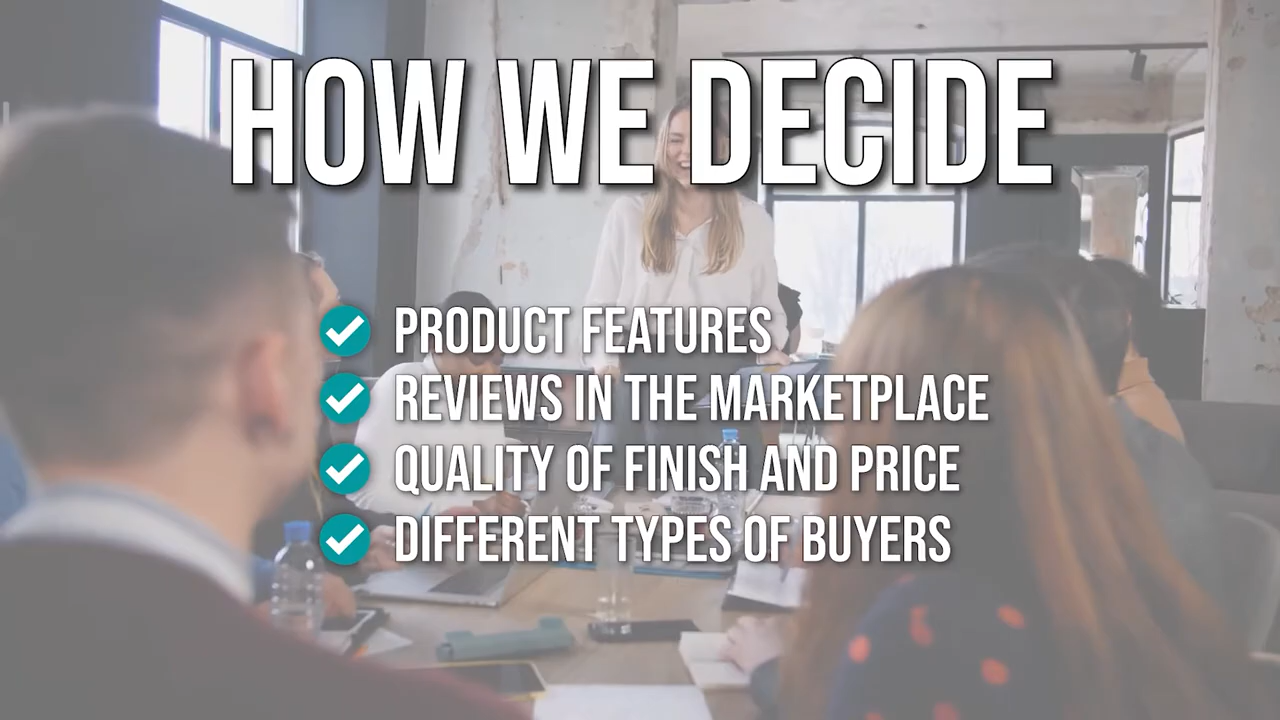 HOW WE DECIDE
PRODUCT FEATURES
REVIEWS IN THE MARKETPLACE
QUALITY OF FINISH AND PRICE
DIFFERENT TYPES OF BUYERS